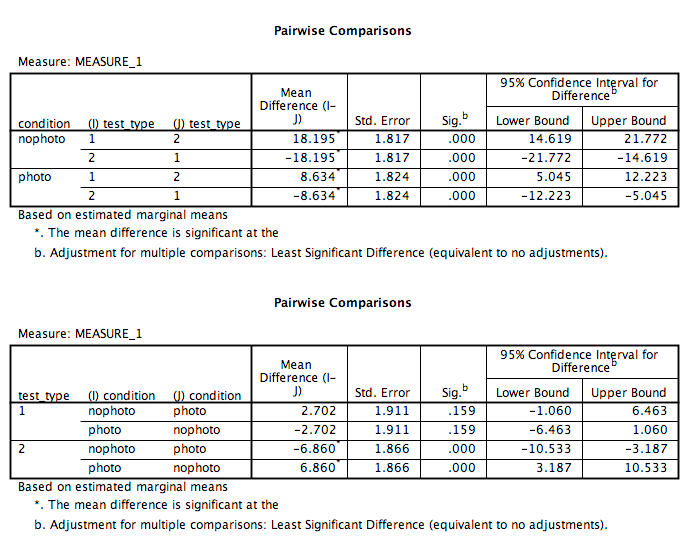 Pairwise Comparisons
Measure: MEASURE_1
condition (I) test_type (J) test_type Mean Difference (I-J) Std. Error Sig.b 95% Confidence Interval for Differenceb Lower Bound Upper Bound
nophoto 1 2 18.195* 1.817 .000 14.619 21.772
2 1 -18.195* 1.817 .000 -21.772 -14.619
photo 1 2 8.634* 1.824 .000 5.045 12.223
2 1 -8.634* 1.824 .000 -12.223 -5.045
Based on estimated marginal means
*. The mean difference is significant at the
b. Adjustment for multiple comparisons: Least Significant Difference (equivalent to no adjustments).
Pairwise Comparisons
Measure: MEASURE_1
test_type (I) condition (J) condition Mean Difference (I-J) Std. Error Sig.b 95% Confidence Interval for Differenceb Lower Bound Upper Bound
1 nophoto photo 2.702 1.911 .159 -1.060 6.463
photo nophoto -2.702 1.911 .159 -6.463 1.060
2 nophoto photo -6.860* 1.866 .000 -10.533 -3.187
photo nophoto 6.860* 1.866 .000 3.187 10.533
Based on estimated marginal means
*. The mean difference is significant at the
b. Adjustment for multiple comparisons: Least Significant Difference (equivalent to no adjustments).